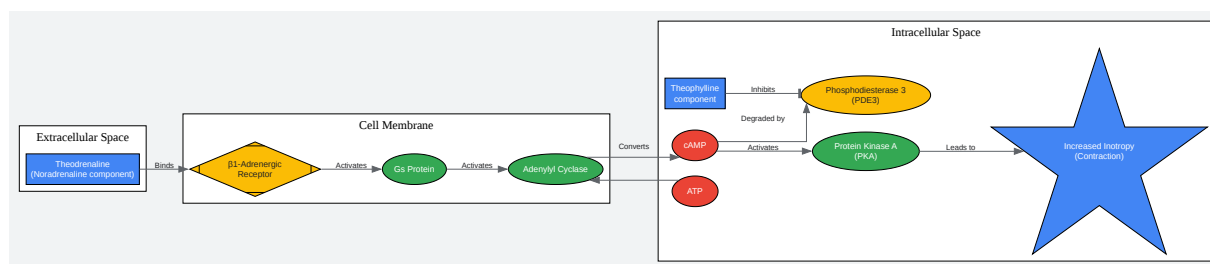 Extracellular Space
Theodrenaline
(Noradrenaline component)
Binds
Cell Membrane
β1-Adrenergic
Receptor
Activates
Gs Protein
Activates
Adenylyl Cyclase
Converts
Intracellular Space
Theophylline
component
Inhibits
Phosphodiesterase 3
(PDE3)
Degraded by
cAMP
Activates
Protein Kinase A
(PKA)
Leads to
Increased Inotropy
(Contraction)
ATP